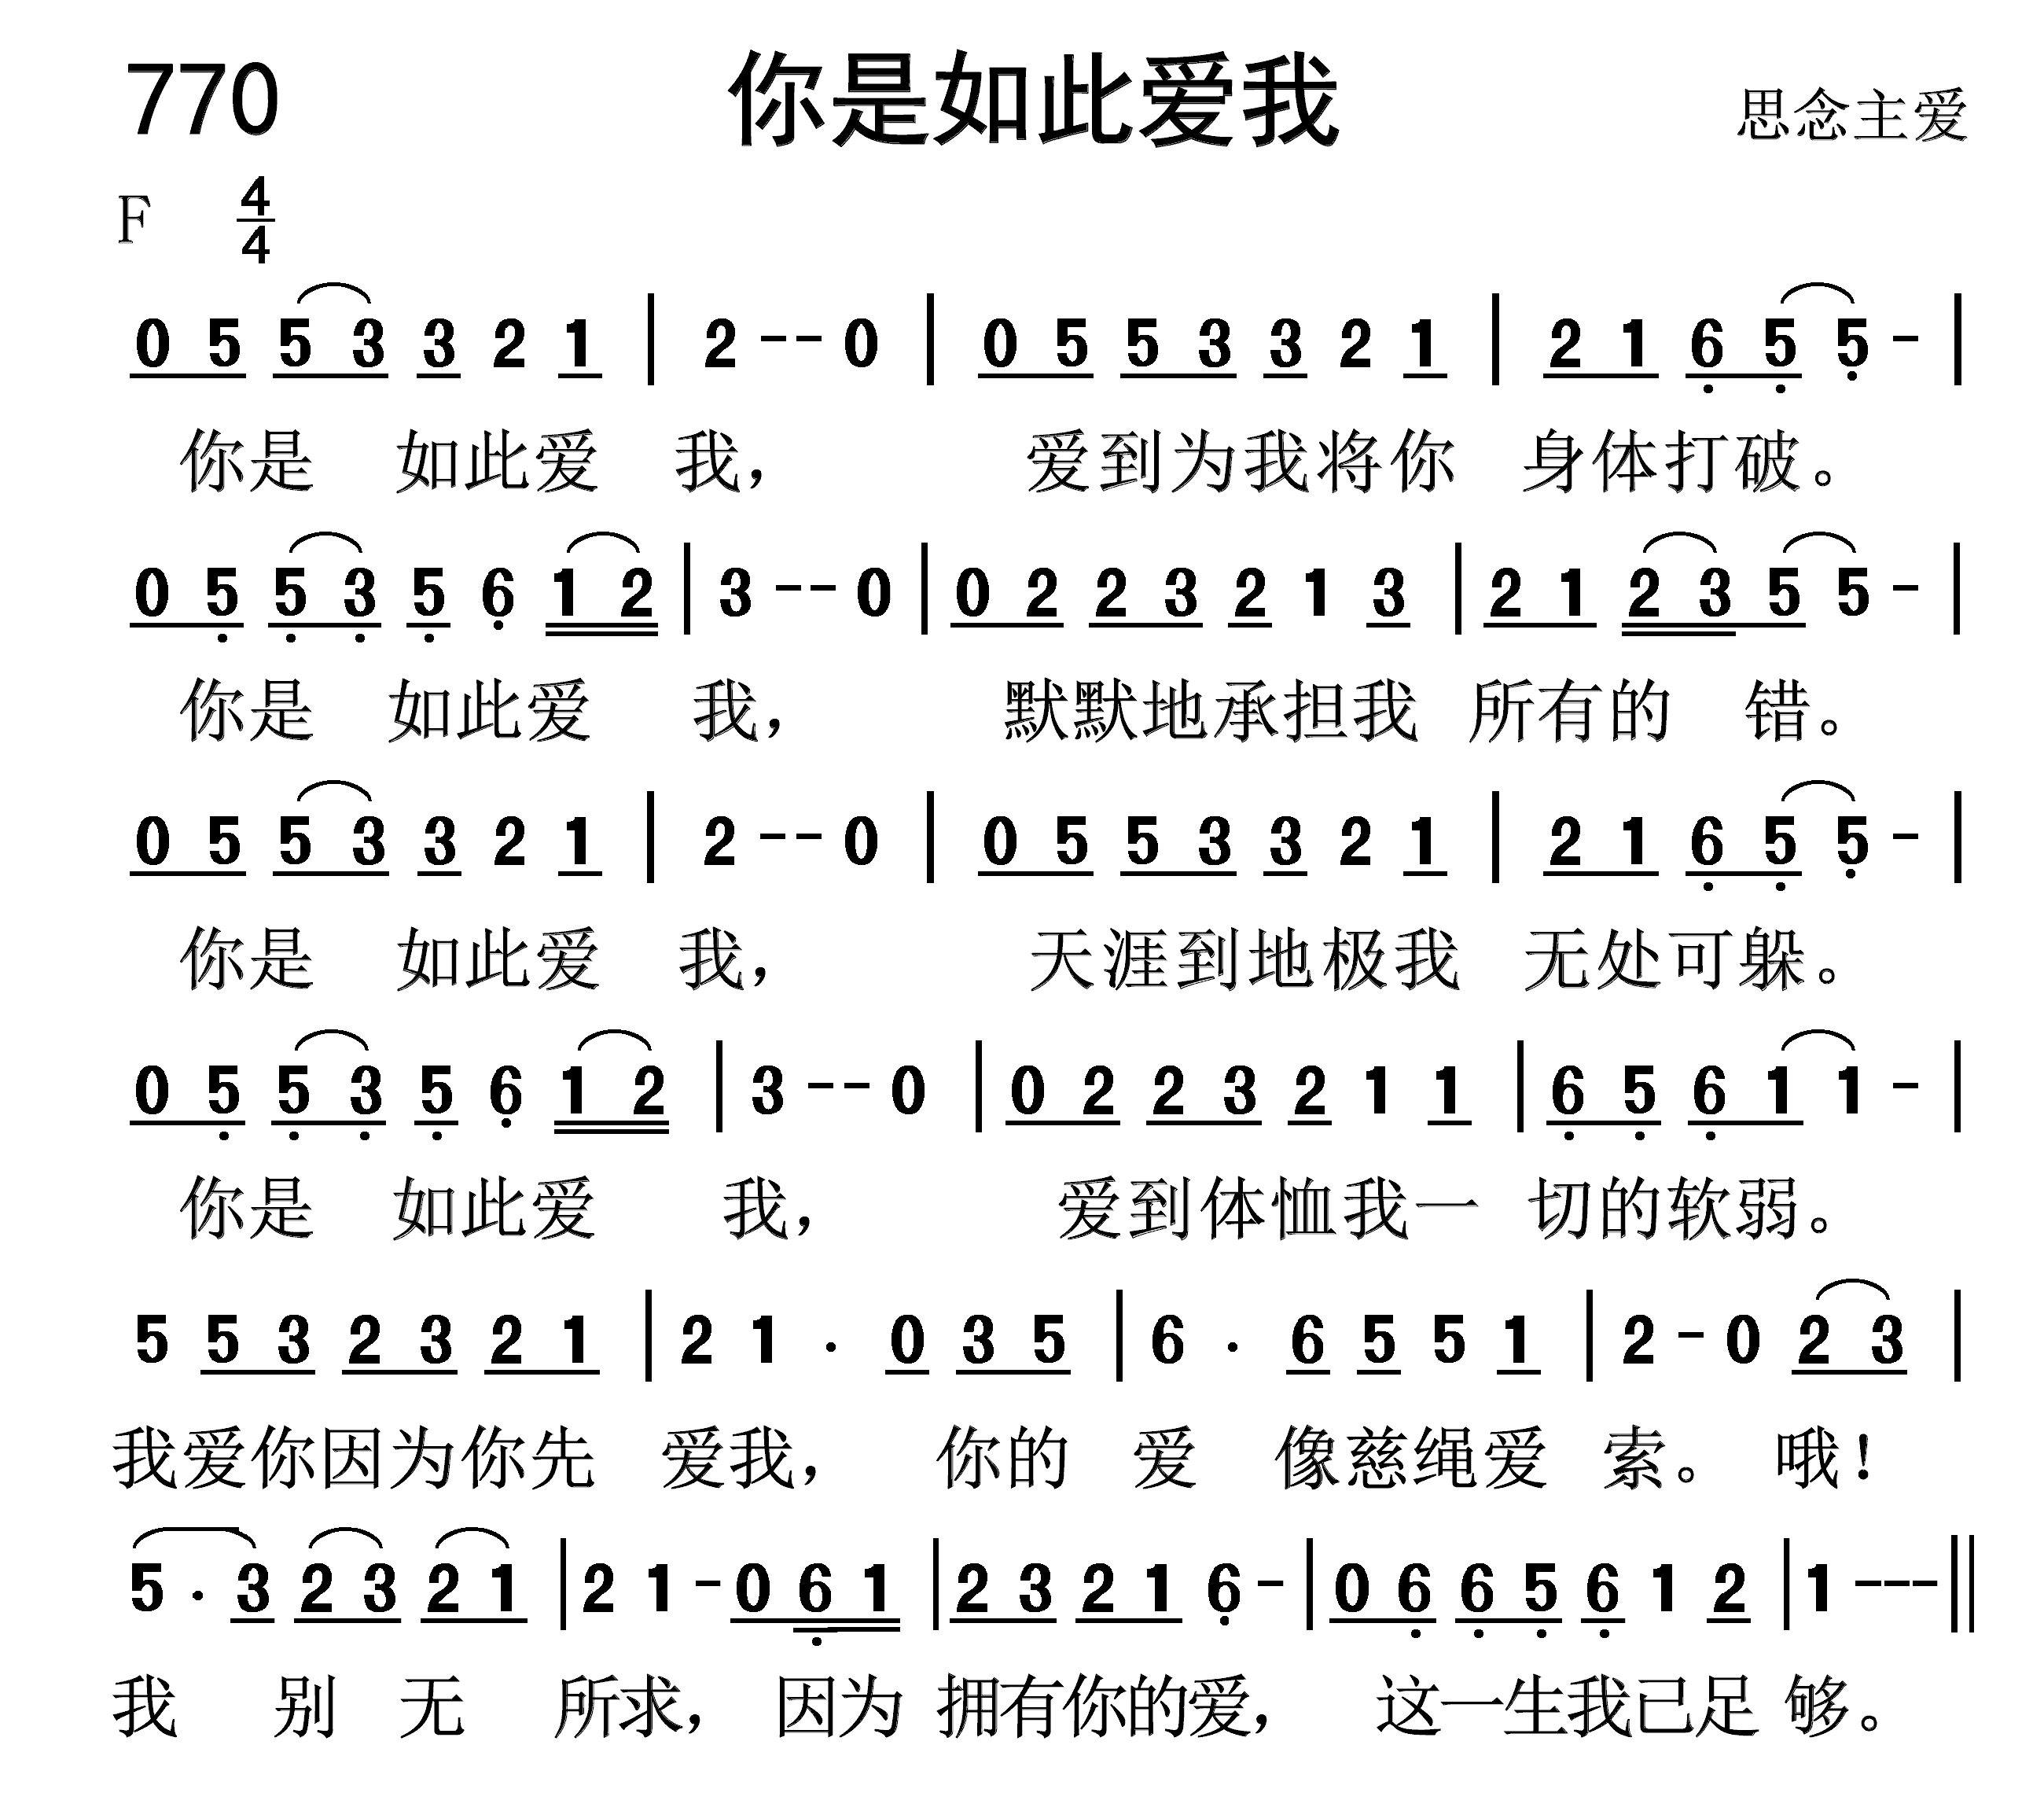 770 你是如此爱我 思念主爱
F 4/4
0 5 5 3 3 2 1 | 2 - - 0 | 0 5 5 3 3 2 1 | 2 1 6 5 5 - |
你是 如此爱 我， 爱到为我将你 身体打破。
0 5 5 3 5 6 1 2 | 3 - - 0 | 0 2 2 3 2 1 3 | 2 1 2 3 5 5 - |
你是 如此爱 我， 默默地承担我 所有的 错。
0 5 5 3 3 2 1 | 2 - - 0 | 0 5 5 3 3 2 1 | 2 1 6 5 5 - |
你是 如此爱 我， 天涯到地极我 无处可躲。
0 5 5 3 5 6 1 2 | 3 - - 0 | 0 2 2 3 2 1 1 | 6 5 6 1 1 - |
你是 如此爱 我， 爱到体恤我一 切的软弱。
5 5 3 2 3 2 1 | 2 1 . 0 3 5 | 6 . 6 5 5 1 | 2 - 0 2 3 |
我爱你因为你先 爱我， 你的 爱 像慈绳爱 索。 哦！
5 . 3 2 3 2 1 | 2 1 - 0 6 1 | 2 3 2 1 6 - | 0 6 6 5 6 1 2 | 1 - - - ||
我 别 无 所求， 因为 拥有你的爱， 这一生我已足 够。